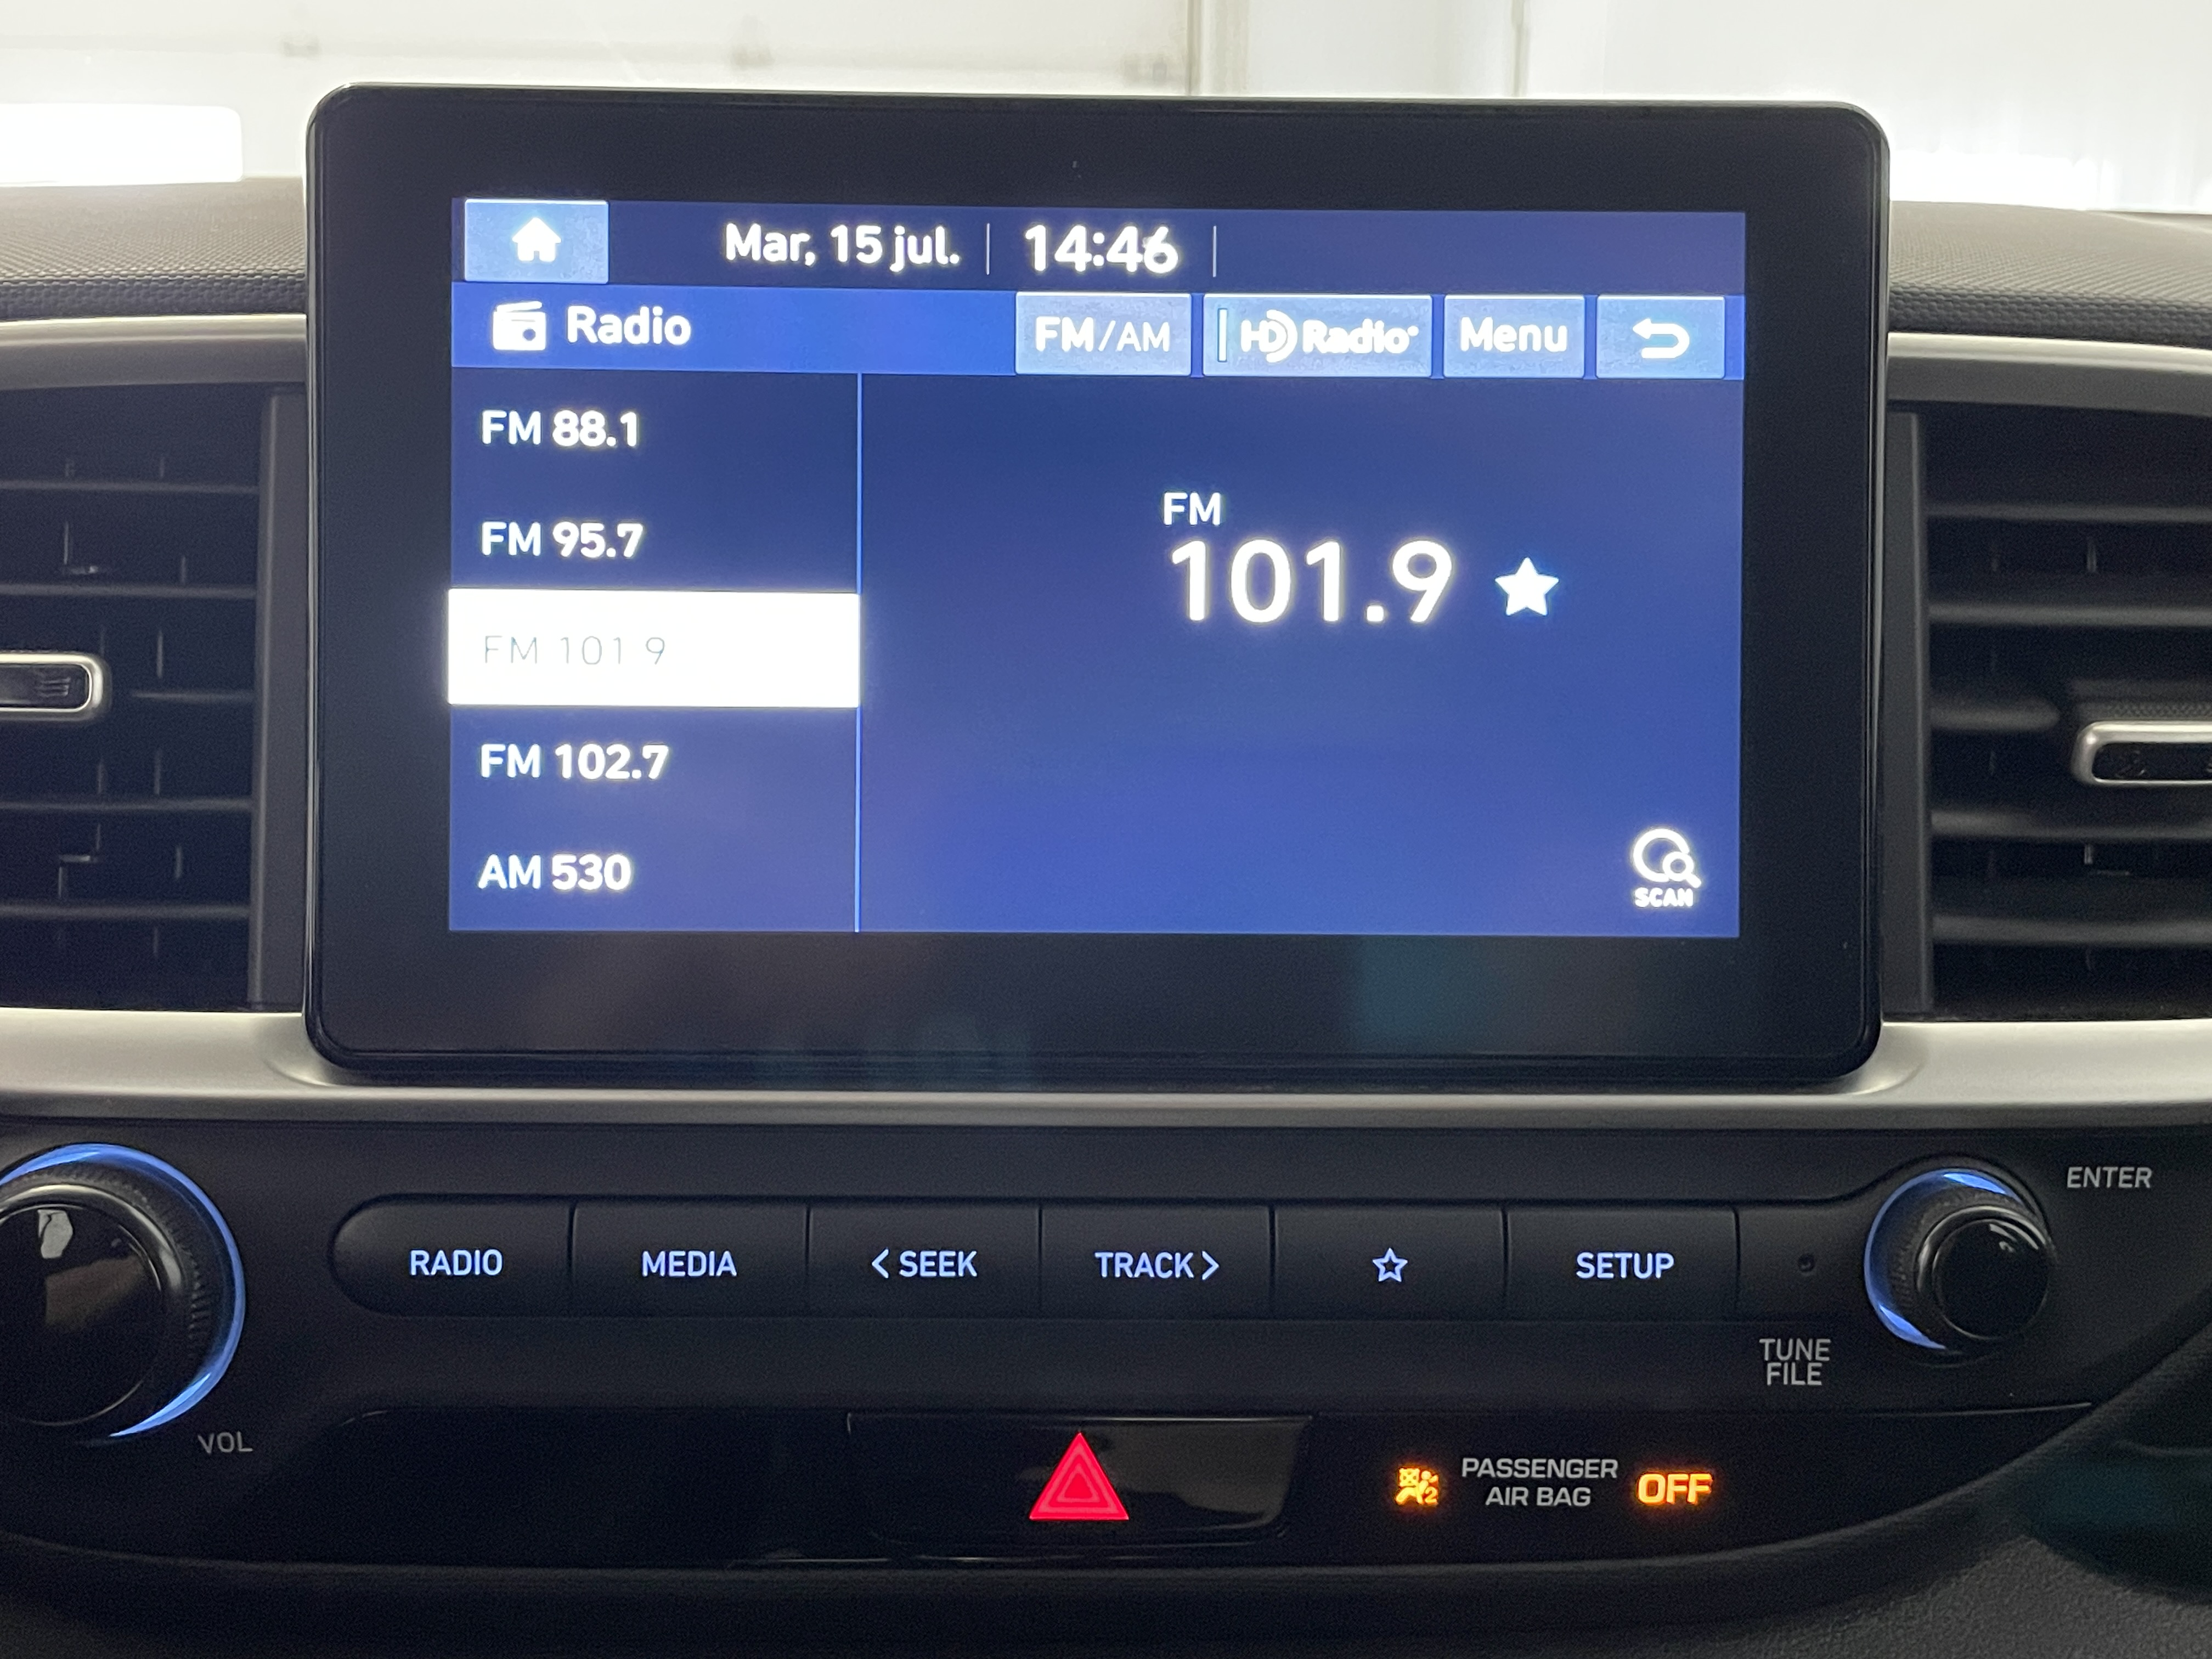 Mar, 15 jul. 14:46
Radio FM/AM HD Radio Menu
FM 88.1
FM 95.7
FM 101.9
FM 102.7
AM 530
FM
101.9
SCAN
RADIO MEDIA < SEEK TRACK > SETUP
ENTER
TUNE
FILE
VOL
PASSENGER
AIR BAG
OFF
2